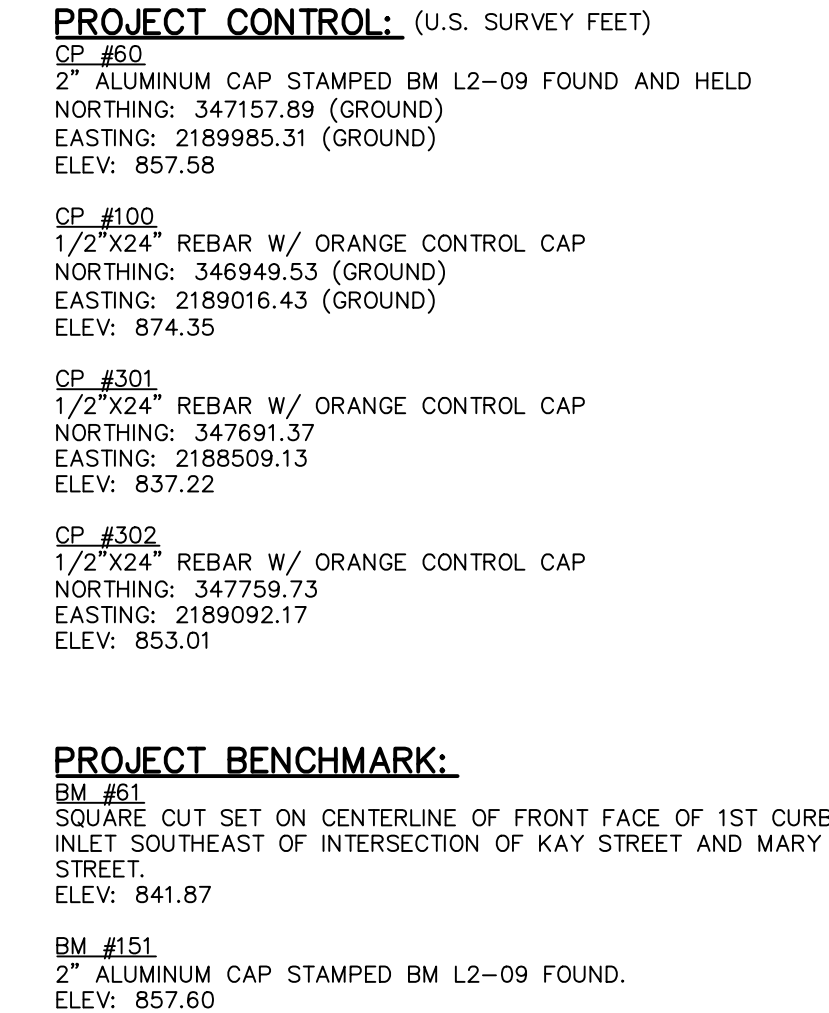 PROJECT CONTROL: (U.S. SURVEY FEET)
CP #60
2” ALUMINUM CAP STAMPED BM L2-09 FOUND AND HELD
NORTHING: 347157.89 (GROUND)
EASTING: 2189985.31 (GROUND)
ELEV: 857.58
CP #100
1/2”X24” REBAR W/ ORANGE CONTROL CAP
NORTHING: 346949.53 (GROUND)
EASTING: 2189016.43 (GROUND)
ELEV: 874.35
CP #301
1/2”X24” REBAR W/ ORANGE CONTROL CAP
NORTHING: 347691.37
EASTING: 2188509.13
ELEV: 837.22
CP #302
1/2”X24” REBAR W/ ORANGE CONTROL CAP
NORTHING: 347759.73
EASTING: 2189092.17
ELEV: 853.01
PROJECT BENCHMARK:
BM #61
SQUARE CUT SET ON CENTERLINE OF FRONT FACE OF 1ST CURB
INLET SOUTHEAST OF INTERSECTION OF KAY STREET AND MARY
STREET.
ELEV: 841.87
BM #151
2” ALUMINUM CAP STAMPED BM L2-09 FOUND.
ELEV: 857.60